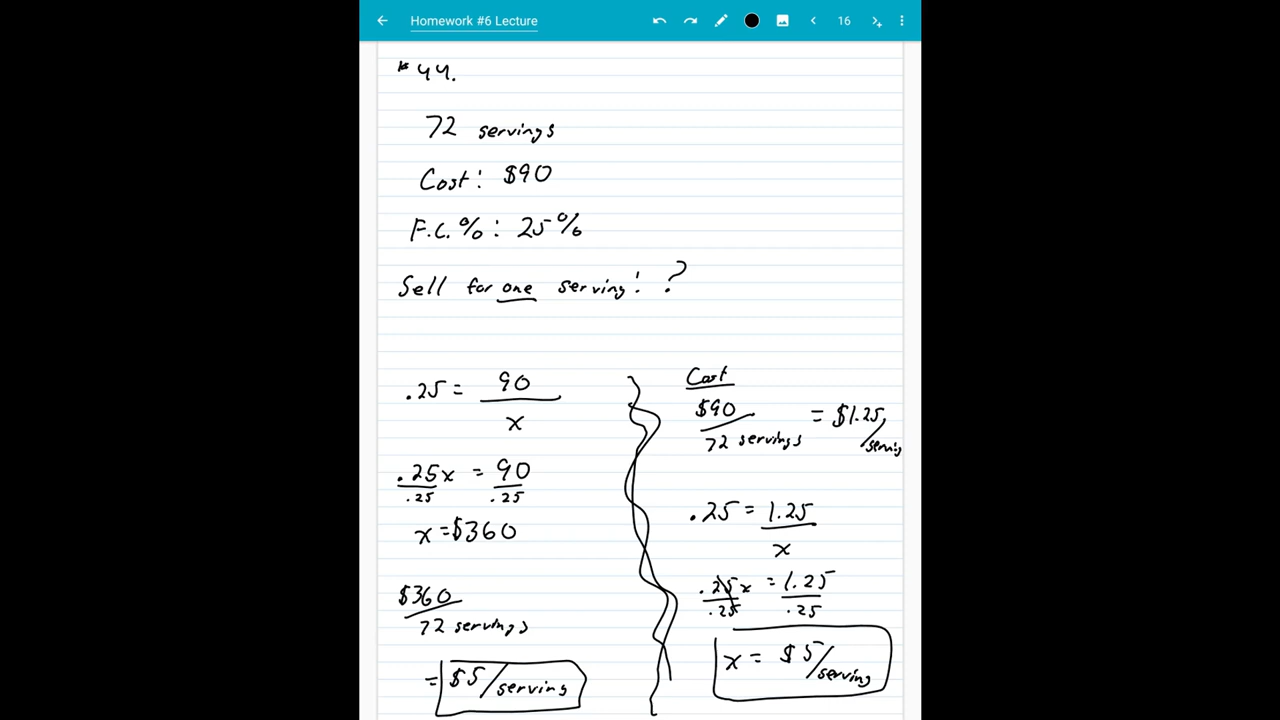 Homework #6 Lecture
16
* 44.
72 servings
Cost: $90
F.C.%: 25%
Sell for one serving: ?
.25 = 90/x
.25x/.25 = 90/.25
x = $360
$360/72 servings
= $5/serving
Cost
$90/72 servings = $1.25/serving
.25 = 1.25/x
.25x/.25 = 1.25/.25
x = $5/serving